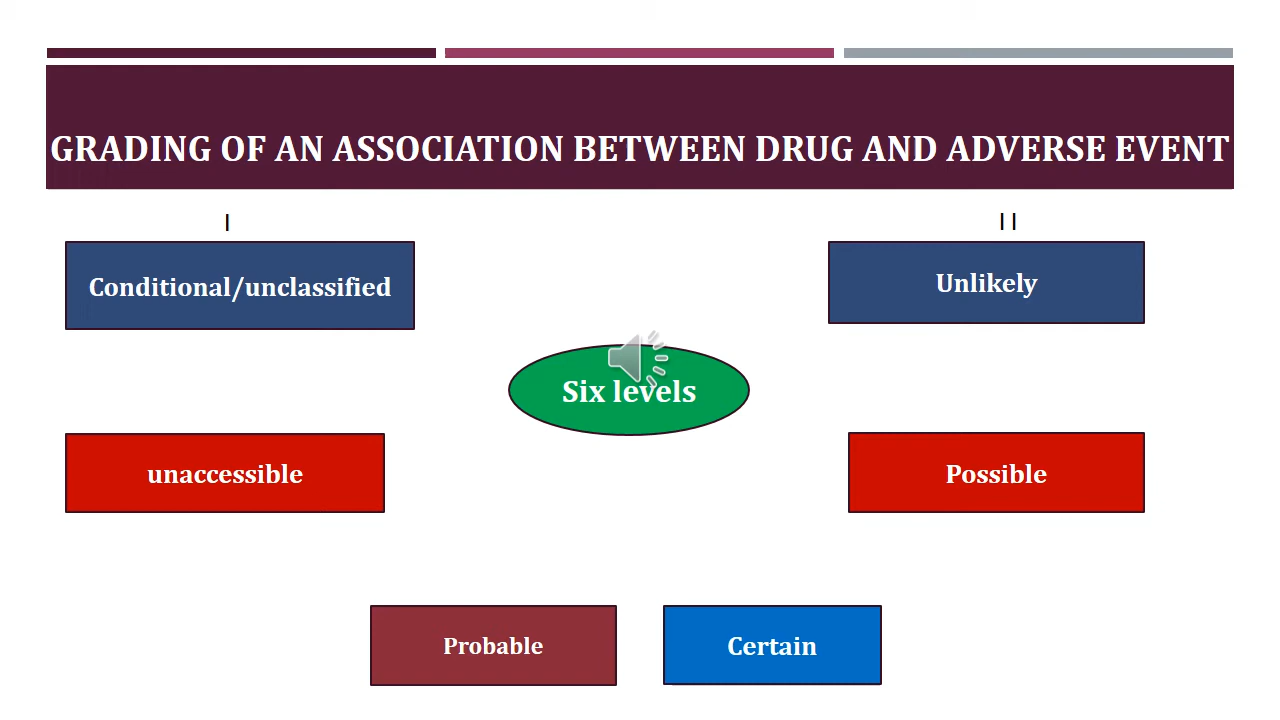 GRADING OF AN ASSOCIATION BETWEEN DRUG AND ADVERSE EVENT
I
II
Conditional/unclassified
Unlikely
Six levels
unaccessible
Possible
Probable
Certain